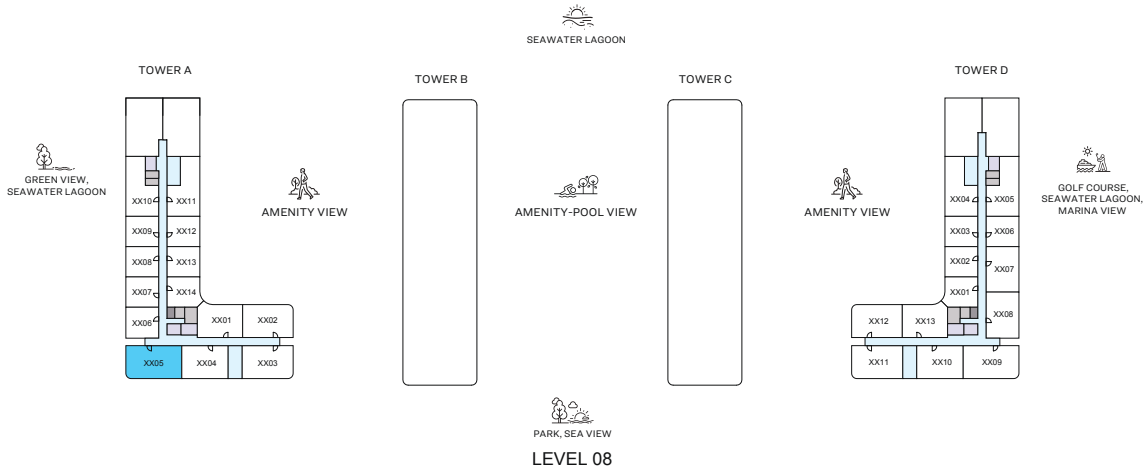 SEAWATER LAGOON
TOWER A
TOWER B
TOWER C
TOWER D
GREEN VIEW,
SEAWATER LAGOON
AMENITY VIEW
AMENITY-POOL VIEW
AMENITY VIEW
GOLF COURSE,
SEAWATER LAGOON,
MARINA VIEW
XX10 XX11
XX09 XX12
XX08 XX13
XX07 XX14
XX06 XX01 XX02
XX05 XX04 XX03
XX04 XX05
XX03 XX06
XX02 XX07
XX01
XX08
XX12 XX13
XX11 XX10 XX09
PARK, SEA VIEW
LEVEL 08